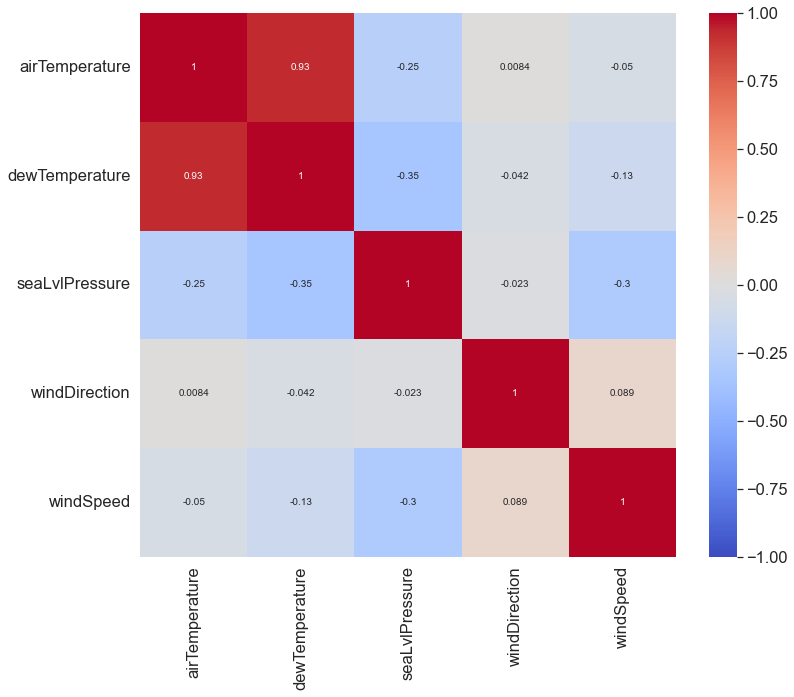 airTemperature 1 0.93 -0.25 0.0084 -0.05
dewTemperature 0.93 1 -0.35 -0.042 -0.13
seaLvlPressure -0.25 -0.35 1 -0.023 -0.3
windDirection 0.0084 -0.042 -0.023 1 0.089
windSpeed -0.05 -0.13 -0.3 0.089 1
airTemperature
dewTemperature
seaLvlPressure
windDirection
windSpeed
1.00
0.75
0.50
0.25
0.00
−0.25
−0.50
−0.75
−1.00